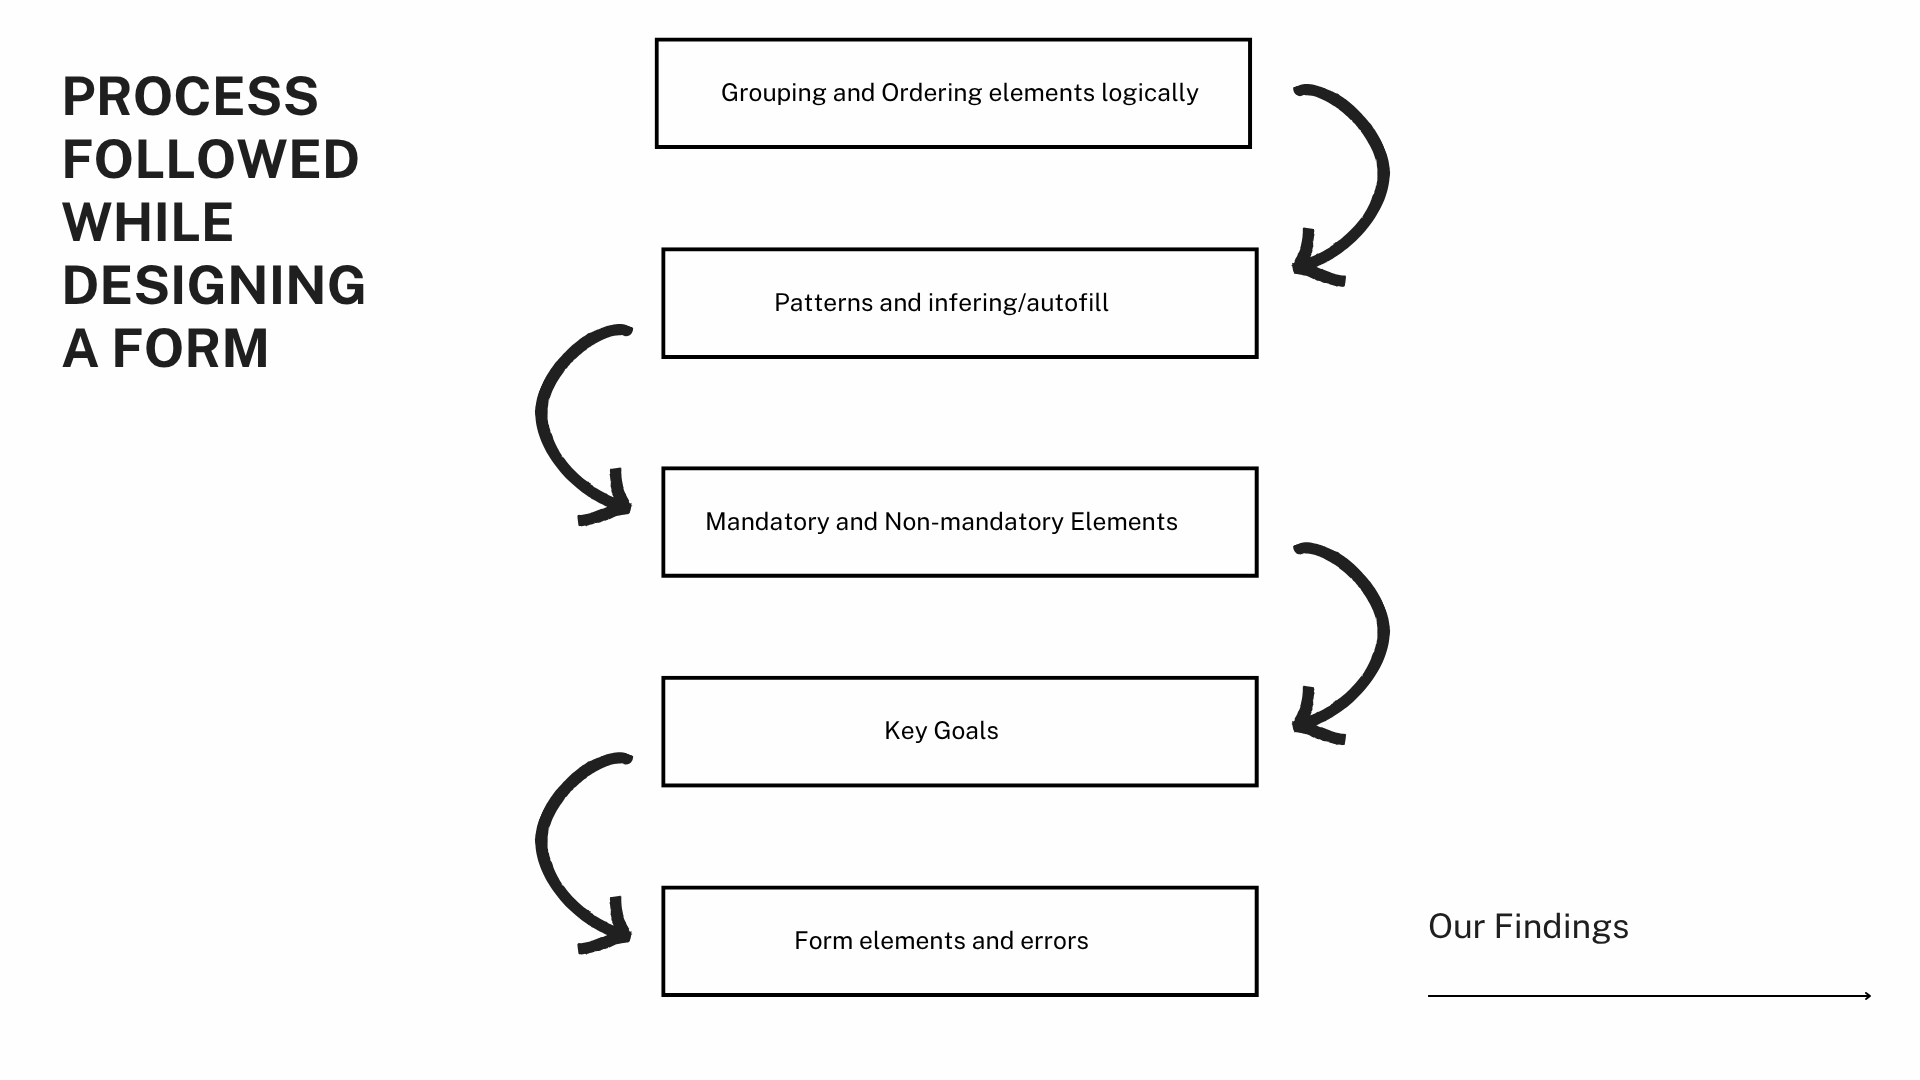 PROCESS
FOLLOWED
WHILE
DESIGNING
A FORM
Grouping and Ordering elements logically
Patterns and infering/autofill
Mandatory and Non-mandatory Elements
Key Goals
Form elements and errors
Our Findings